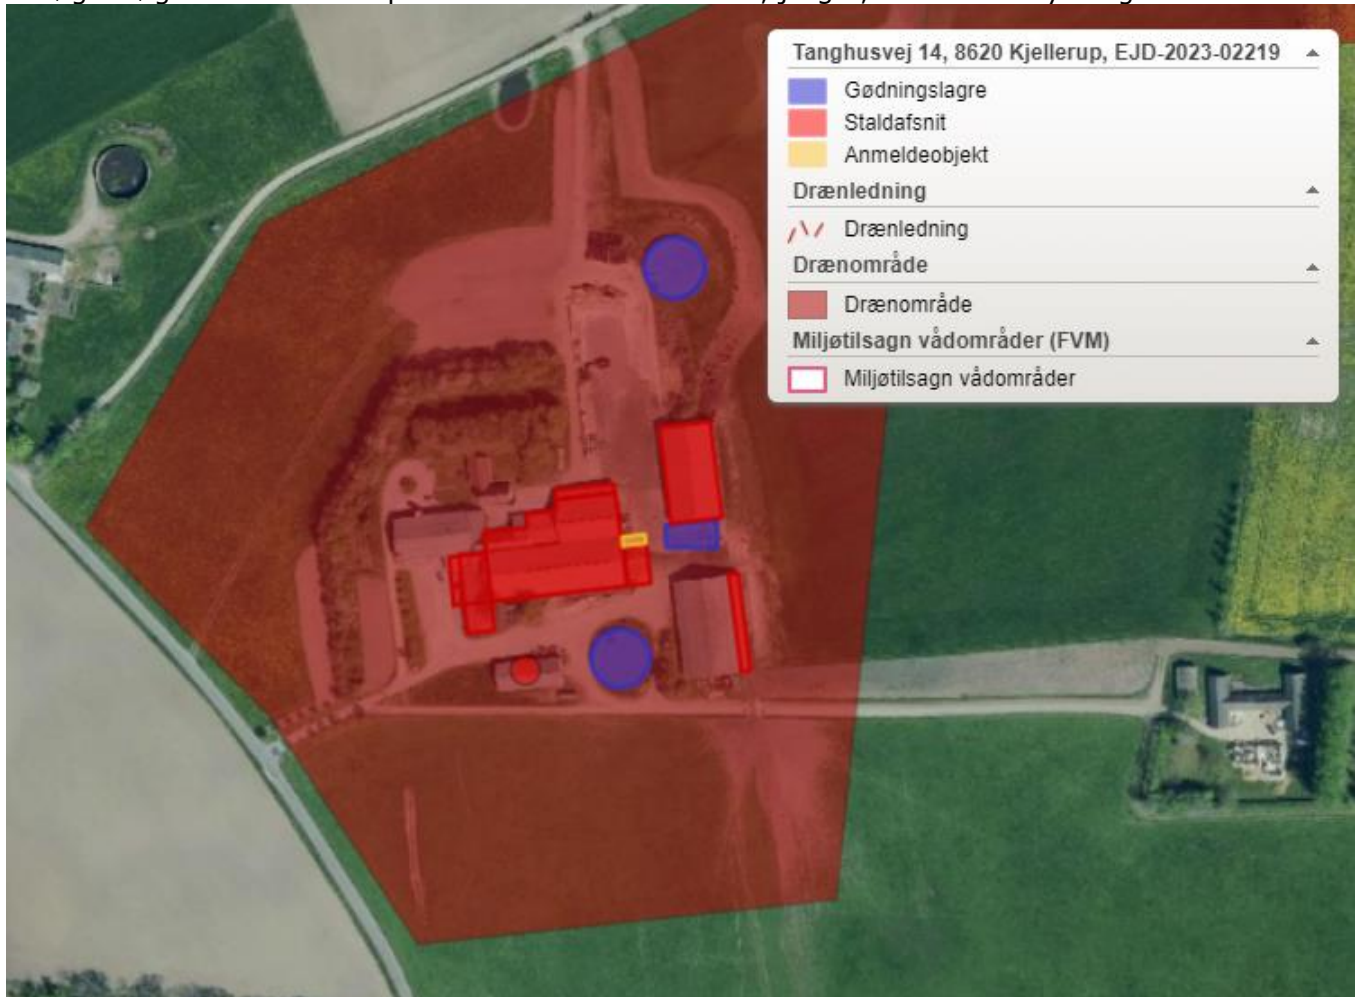 Tanghusvej 14, 8620 Kjellerup, EJD-2023-02219
Gødningslagre
Staldafsnit
Anmeldeobjekt
Drænledning
Drænledning
Drænområde
Drænområde
Miljøtilsagn vådområder (FVM)
Miljøtilsagn vådområder